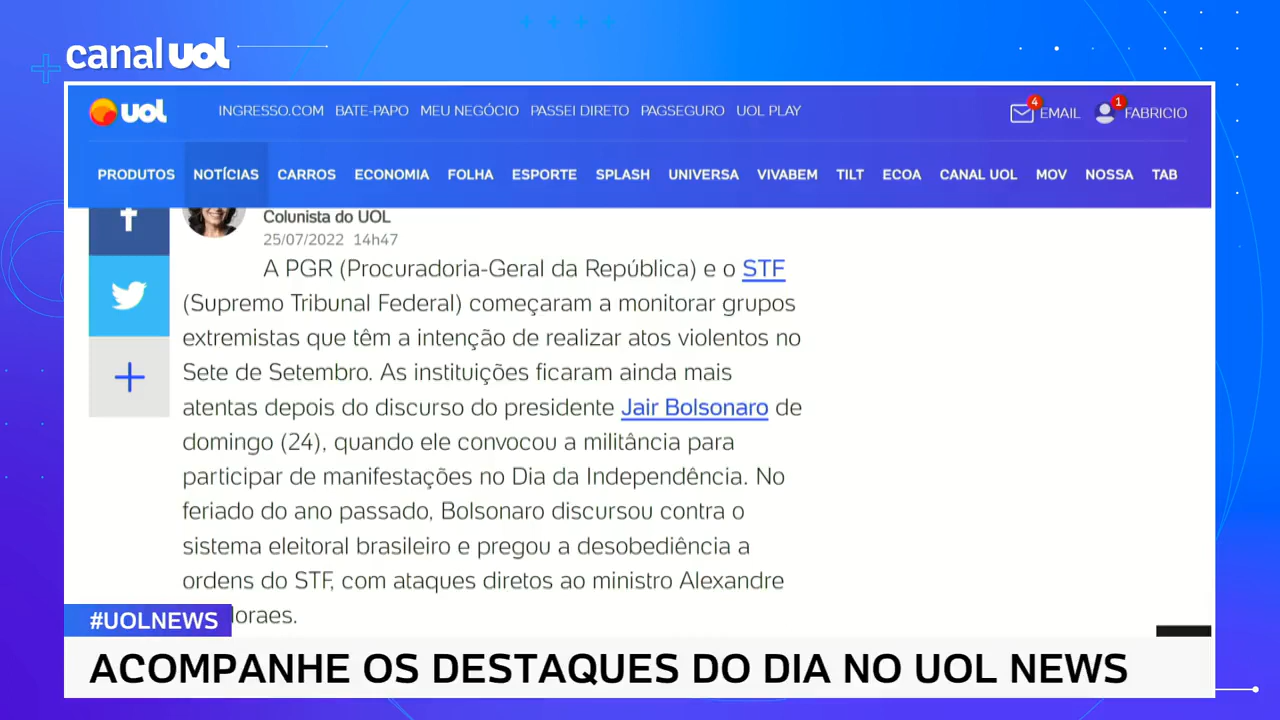 canal uol
uol INGRESSO.COM BATE-PAPO MEU NEGÓCIO PASSEI DIRETO PAGSEGURO UOL PLAY 4 EMAIL 1 FABRICIO
PRODUTOS NOTÍCIAS CARROS ECONOMIA FOLHA ESPORTE SPLASH UNIVERSA VIVABEM TILT ECOA CANAL UOL MOV NOSSA TAB
Colunista do UOL
25/07/2022 14h47
A PGR (Procuradoria-Geral da República) e o STF
(Supremo Tribunal Federal) começaram a monitorar grupos
extremistas que têm a intenção de realizar atos violentos no
Sete de Setembro. As instituições ficaram ainda mais
atentas depois do discurso do presidente Jair Bolsonaro de
domingo (24), quando ele convocou a militância para
participar de manifestações no Dia da Independência. No
feriado do ano passado, Bolsonaro discursou contra o
sistema eleitoral brasileiro e pregou a desobediência a
ordens do STF, com ataques diretos ao ministro Alexandre
#UOLNEWS
ACOMPANHE OS DESTAQUES DO DIA NO UOL NEWS